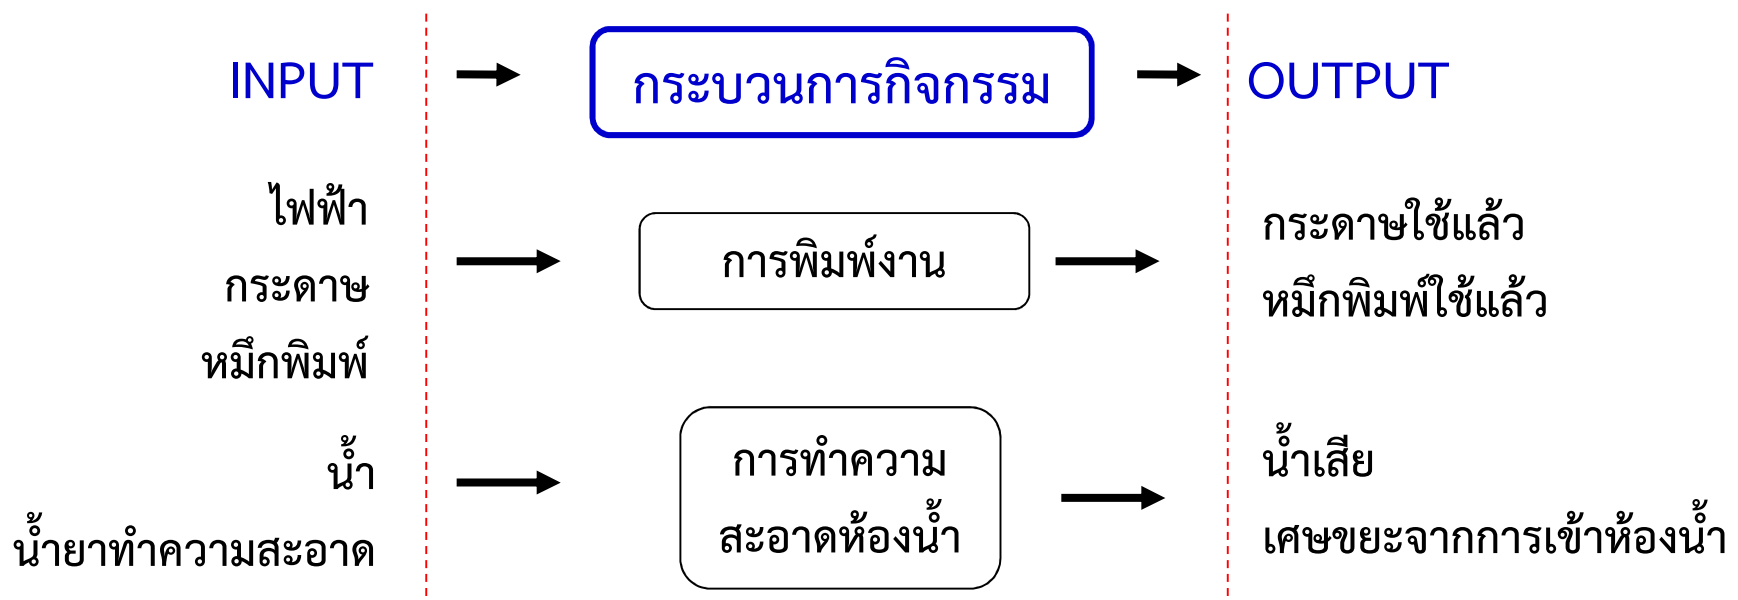 INPUT
กระบวนการกิจกรรม
OUTPUT
ไฟฟ้า
กระดาษ
หมึกพิมพ์
การพิมพ์งาน
กระดาษใช้แล้ว
หมึกพิมพ์ใช้แล้ว
น้ำ
น้ำยาทำความสะอาด
การทำความ
สะอาดห้องน้ำ
น้ำเสีย
เศษขยะจากการเข้าห้องน้ำ